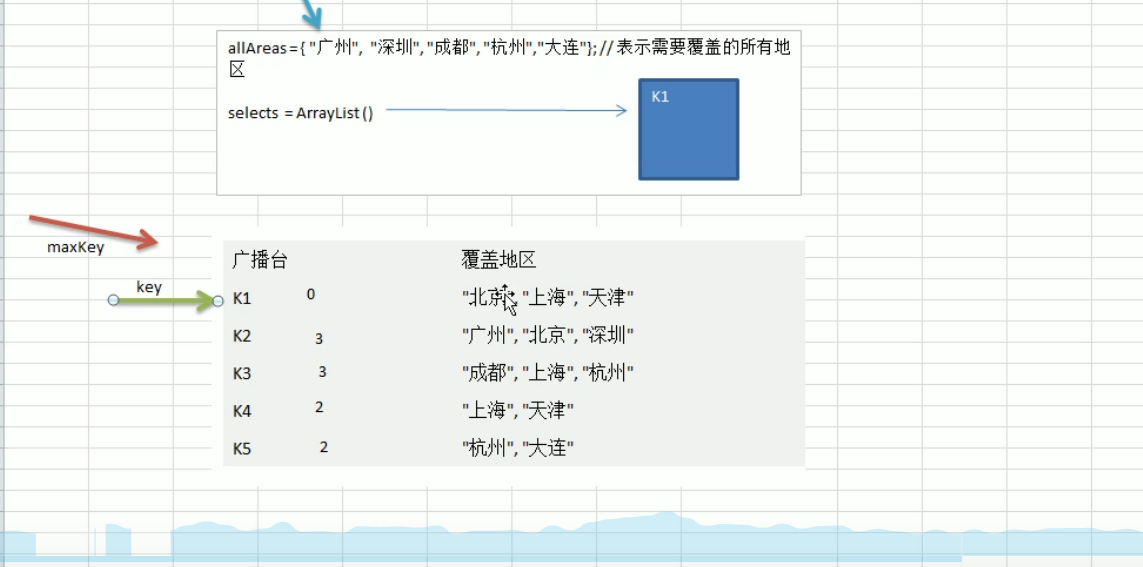 allAreas={ "广州", "深圳","成都","杭州","大连"};//表示需要覆盖的所有地
区
selects = ArrayList()
K1
maxKey
key
广播台 覆盖地区
K1 0 "北京","上海","天津"
K2 3 "广州","北京","深圳"
K3 3 "成都","上海","杭州"
K4 2 "上海","天津"
K5 2 "杭州","大连"